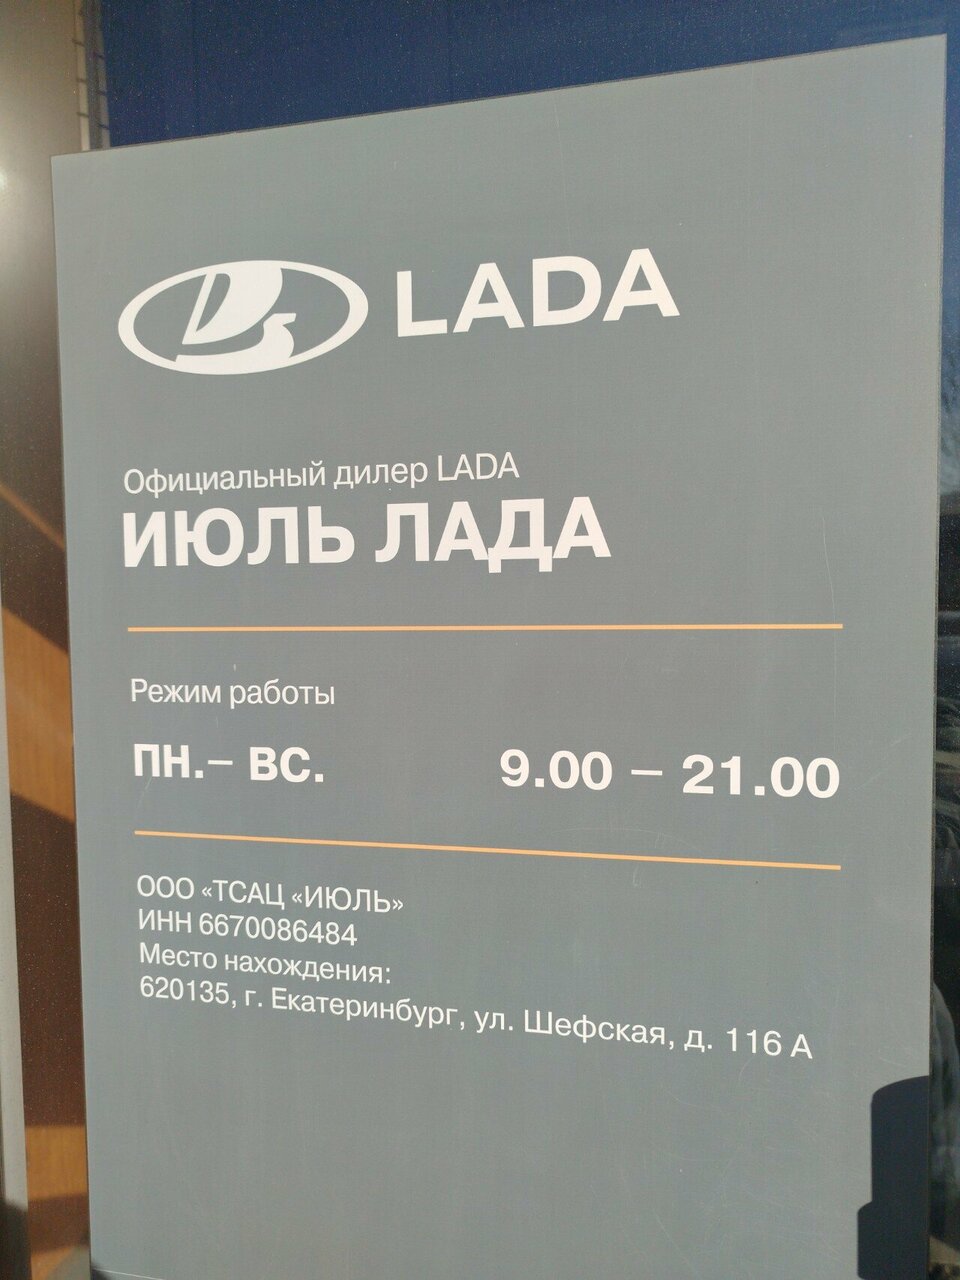 LADA
Официальный дилер LADA
ИЮЛЬ ЛАДА
Режим работы
ПН.– ВС. 9.00 – 21.00
ООО «ТСАЦ «ИЮЛЬ»
ИНН 6670086484
Место нахождения:
620135, г. Екатеринбург, ул. Шефская, д. 116 А